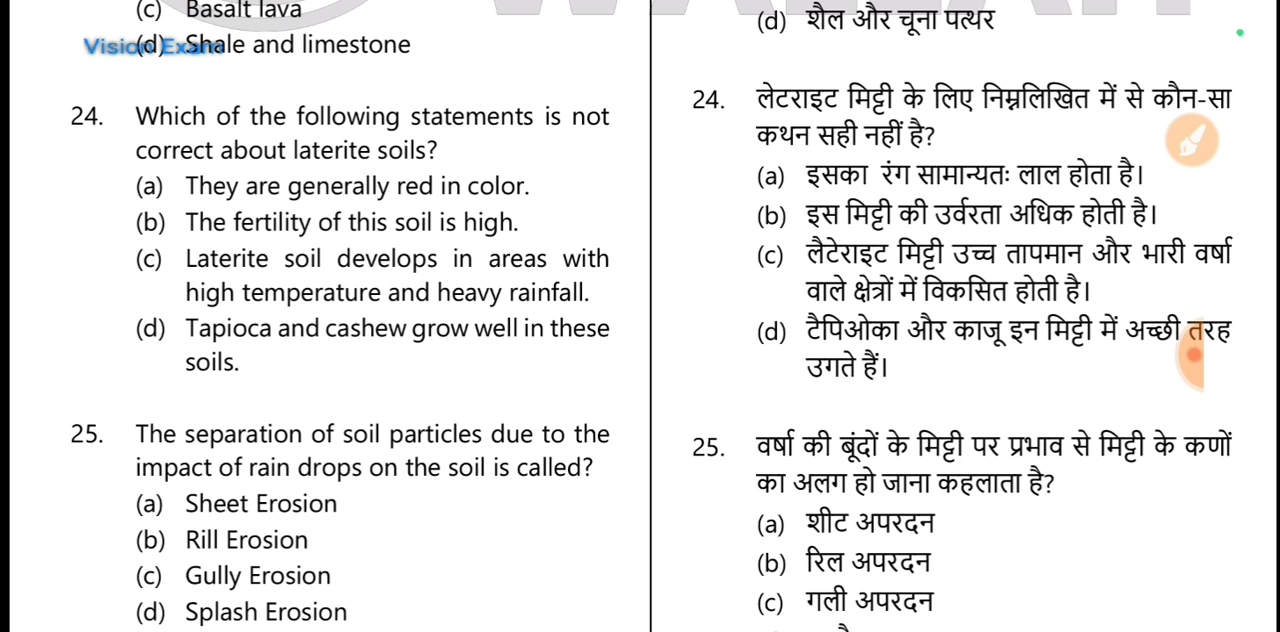 (c) Basalt lava
Vision Exam
(d) Shale and limestone
24. Which of the following statements is not
correct about laterite soils?
(a) They are generally red in color.
(b) The fertility of this soil is high.
(c) Laterite soil develops in areas with
high temperature and heavy rainfall.
(d) Tapioca and cashew grow well in these
soils.
25. The separation of soil particles due to the
impact of rain drops on the soil is called?
(a) Sheet Erosion
(b) Rill Erosion
(c) Gully Erosion
(d) Splash Erosion
(d) शैल और चूना पत्थर
24. लेटराइट मिट्टी के लिए निम्नलिखित में से कौन-सा
कथन सही नहीं है?
(a) इसका रंग सामान्यतः लाल होता है।
(b) इस मिट्टी की उर्वरता अधिक होती है।
(c) लैटेराइट मिट्टी उच्च तापमान और भारी वर्षा
वाले क्षेत्रों में विकसित होती है।
(d) टैपिओका और काजू इन मिट्टी में अच्छी तरह
उगते हैं।
25. वर्षा की बूंदों के मिट्टी पर प्रभाव से मिट्टी के कणों
का अलग हो जाना कहलाता है?
(a) शीट अपरदन
(b) रिल अपरदन
(c) गली अपरदन